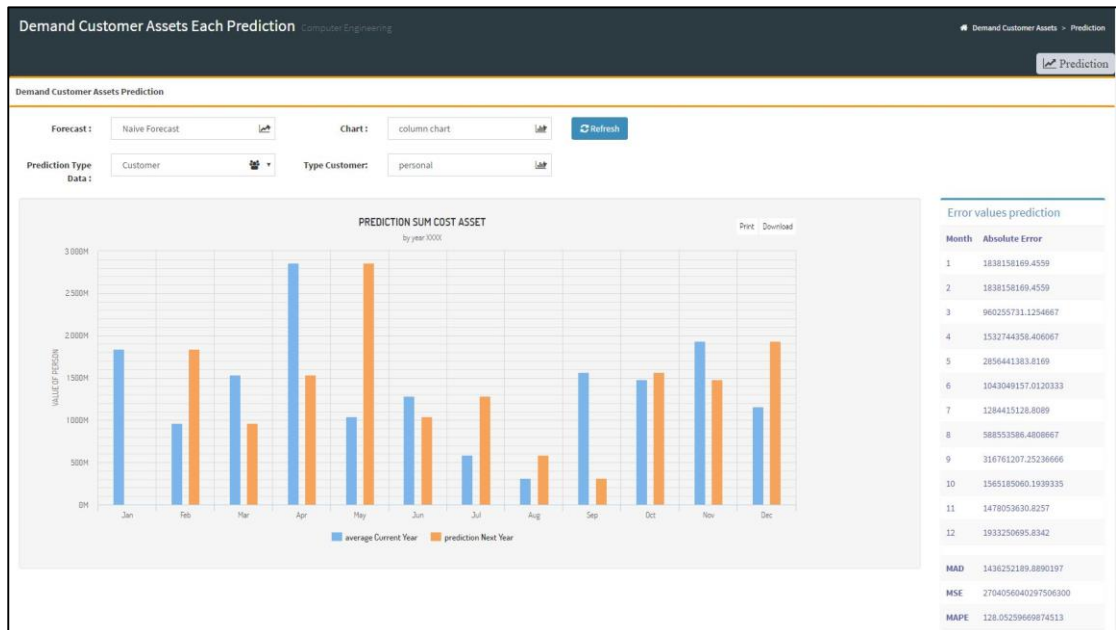 Demand Customer Assets Each Prediction Computer Engineering
Demand Customer Assets > Prediction
Prediction
Demand Customer Assets Prediction
Forecast : Naive Forecast Chart : column chart Refresh
Prediction Type Data : Customer Type Customer: personal
PREDICTION SUM COST ASSET
by year XXXX
Print Download
VALUE OF PERSON
3 000M
2 500M
2 000M
1 500M
1 000M
500M
0M
Jan Feb Mar Apr May Jun Jul Aug Sep Oct Nov Dec
average Current Year prediction Next Year
Error values prediction
Month Absolute Error
1 1838158169.4559
2 1838158169.4559
3 960255731.1254667
4 1532744358.406067
5 2856441383.8169
6 1043049157.0120333
7 1284415128.8089
8 588553586.4808667
9 316761207.25236666
10 1565185060.1939335
11 1478053630.8257
12 1933250695.8342
MAD 1436252189.8890197
MSE 2704056040297506300
MAPE 128.05259669874513